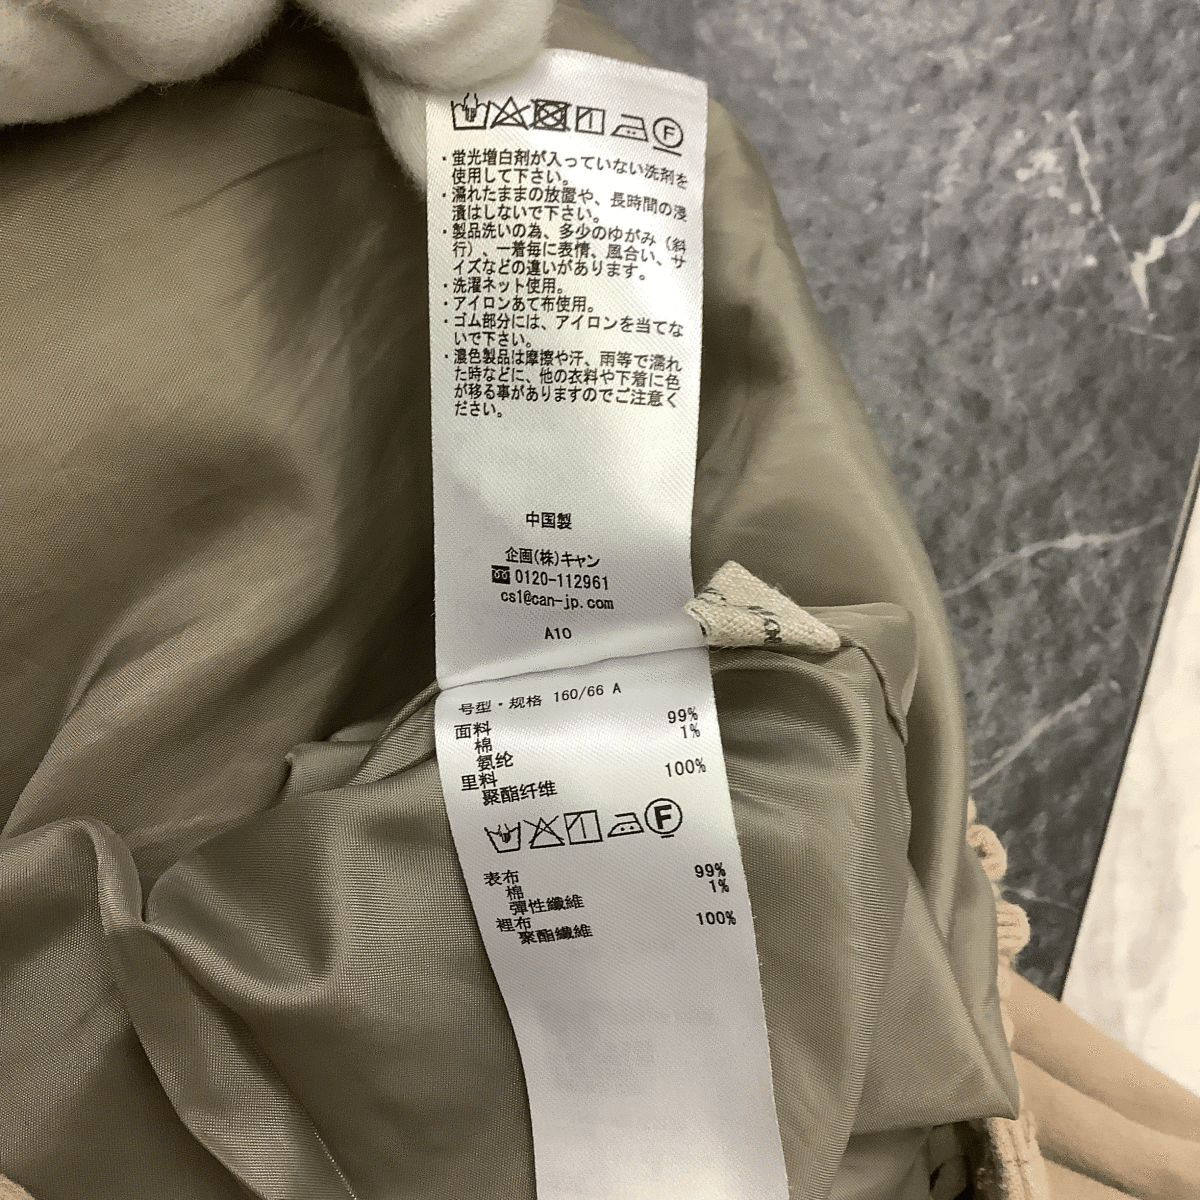 ・蛍光増白剤が入っていない洗剤を
使用して下さい。
・濡れたままの放置や、長時間の浸
漬はしないで下さい。
・製品洗いの為、多少のゆがみ（斜
行）、一着毎に表情、風合い、サ
イズなどの違いがあります。
・洗濯ネット使用。
・アイロンあて布使用。
・ゴム部分には、アイロンを当てな
いで下さい。
・濃色製品は摩擦や汗、雨等で濡れ
た時などに、他の衣料や下着に色
が移る事がありますのでご注意く
ださい。
中国製
企画(株)キャン
0120-112961
cs1@can-jp.com
A10
号型・规格 160/66 A
面料
棉 99%
氨纶 1%
里料
聚酯纤维 100%
F
表布
棉 99%
彈性纖維 1%
裡布
聚酯纖維 100%